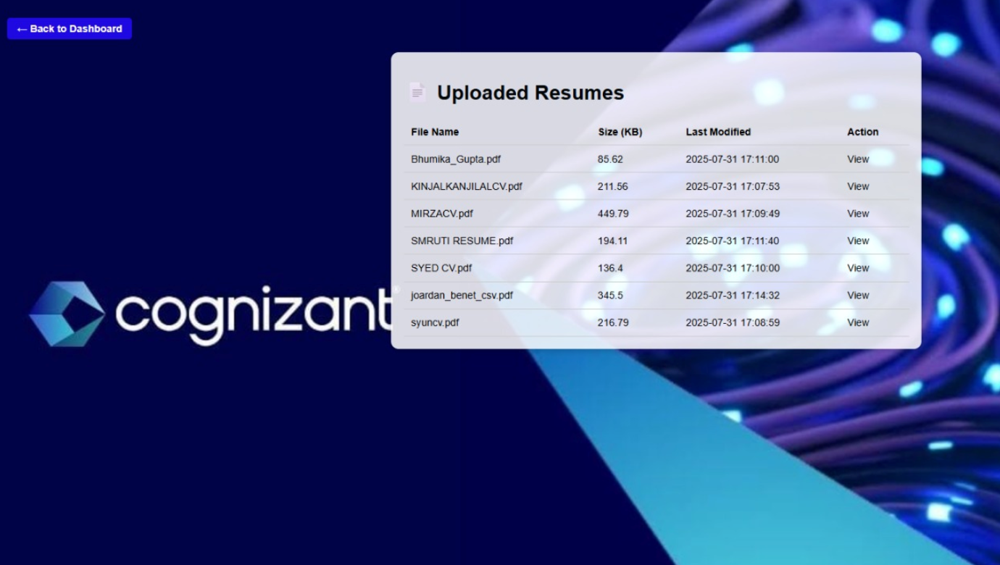 ← Back to Dashboard
Uploaded Resumes
File Name Size (KB) Last Modified Action
Bhumika_Gupta.pdf 85.62 2025-07-31 17:11:00 View
KINJALKANJILALCV.pdf 211.56 2025-07-31 17:07:53 View
MIRZACV.pdf 449.79 2025-07-31 17:09:49 View
SMRUTI RESUME.pdf 194.11 2025-07-31 17:11:40 View
SYED CV.pdf 136.4 2025-07-31 17:10:00 View
joardan_benet_csv.pdf 345.5 2025-07-31 17:14:32 View
syuncv.pdf 216.79 2025-07-31 17:08:59 View
cognizant